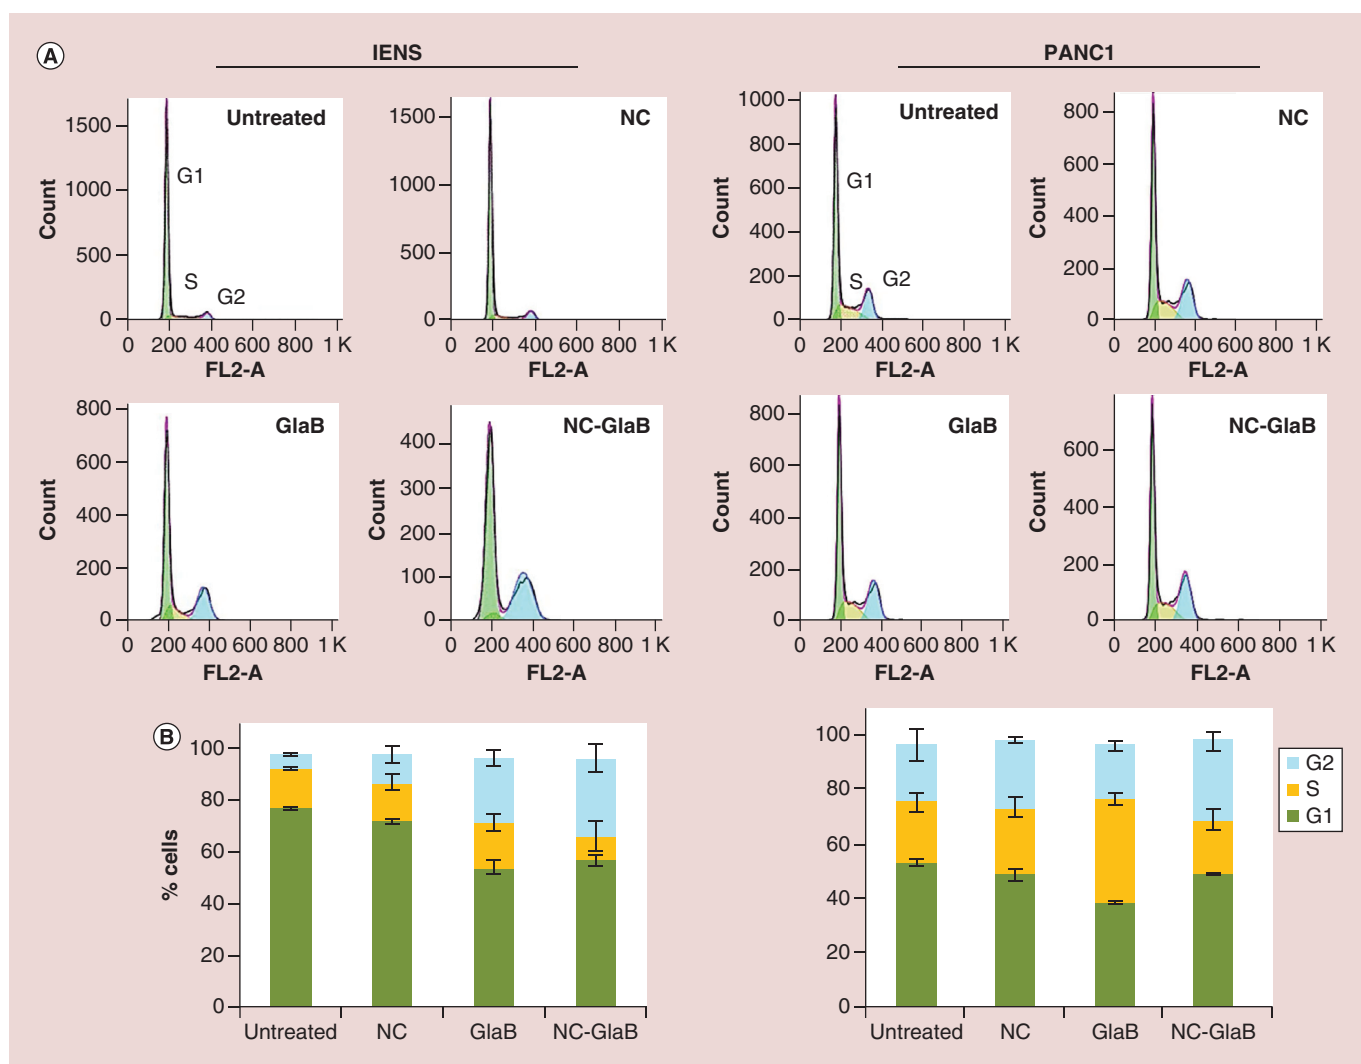 A
IENS
PANC1
Untreated
1500
1000
500
0
Count
G1
S
G2
0 200 400 600 800 1 K
FL2-A
NC
1500
1000
500
0
0 200 400 600 800 1 K
FL2-A
Untreated
1000
800
600
400
200
0
Count
G1
S
G2
0 200 400 600 800 1 K
FL2-A
NC
800
600
400
200
0
Count
0 200 400 600 800 1 K
FL2-A
GlaB
800
600
400
200
0
Count
0 200 400 600 800 1 K
FL2-A
NC-GlaB
400
300
200
100
0
Count
0 200 400 600 800 1 K
FL2-A
GlaB
800
600
400
200
0
Count
0 200 400 600 800 1 K
FL2-A
NC-GlaB
600
400
200
0
Count
0 200 400 600 800 1 K
FL2-A
B
100
80
60
40
20
0
% cells
Untreated NC GlaB NC-GlaB
100
80
60
40
20
0
Untreated NC GlaB NC-GlaB
G2
S
G1